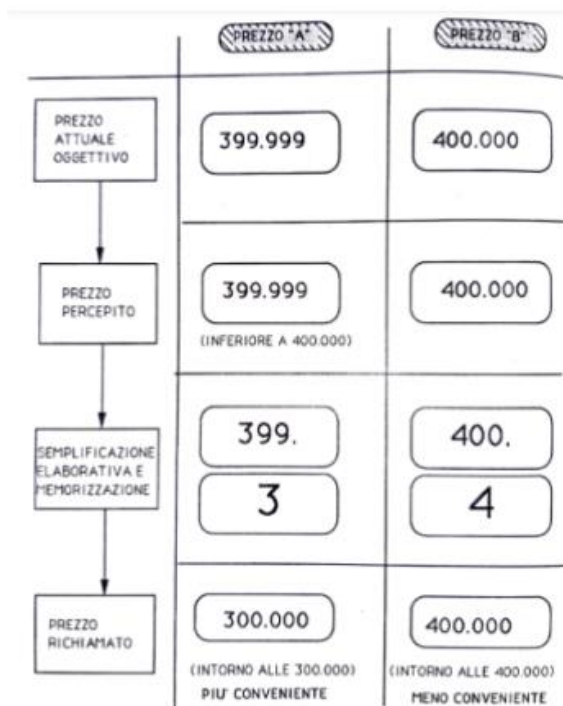 PREZZO "A"
PREZZO "B"
PREZZO
ATTUALE
OGGETTIVO
399.999
400.000
PREZZO
PERCEPITO
399.999
400.000
(INFERIORE A 400.000)
SEMPLIFICAZIONE
ELABORATIVA E
MEMORIZZAZIONE
399.
400.
3
4
PREZZO
RICHIAMATO
300.000
400.000
(INTORNO ALLE 300.000)
(INTORNO ALLE 400.000)
PIU' CONVENIENTE
MENO CONVENIENTE